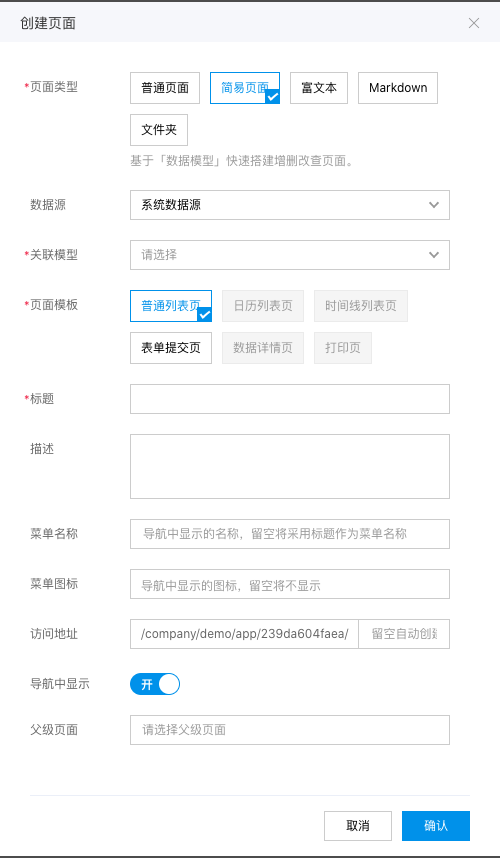 创建页面
*页面类型
普通页面 简易页面 富文本 Markdown
文件夹
基于「数据模型」快速搭建增删改查页面。
数据源 系统数据源
*关联模型 请选择
*页面模板
普通列表页 日历列表页 时间线列表页
表单提交页 数据详情页 打印页
*标题
描述
菜单名称 导航中显示的名称，留空将采用标题作为菜单名称
菜单图标 导航中显示的图标，留空将不显示
访问地址 /company/demo/app/239da604faea/ 留空自动创建
导航中显示 开
父级页面 请选择父级页面
取消 确认